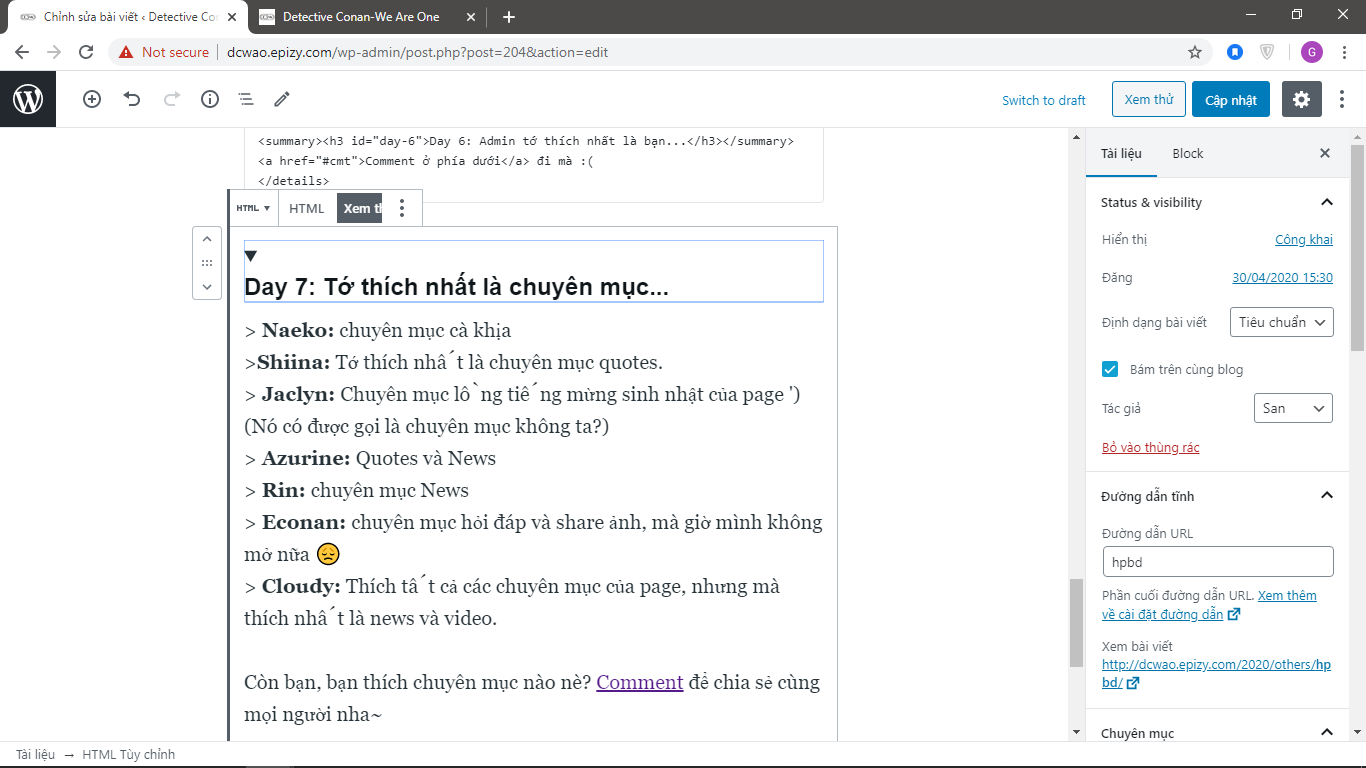 Chỉnh sửa bài viết ‹ Detective Con
Detective Conan-We Are One
Not secure
dcwao.epizy.com/wp-admin/post.php?post=204&action=edit
G
Switch to draft
Xem thử
Cập nhật
<summary><h3 id="day-6">Day 6: Admin tớ thích nhất là bạn...</h3></summary>
<a href="#cmt">Comment ở phía dưới</a> đi mà :(
</details>
HTML
HTML
Xem th
▼
Day 7: Tớ thích nhất là chuyên mục...
> Naeko: chuyên mục cà khịa
>Shiina: Tớ thích nhất là chuyên mục quotes.
> Jaclyn: Chuyên mục lồng tiếng mừng sinh nhật của page ')
(Nó có được gọi là chuyên mục không ta?)
> Azurine: Quotes và News
> Rin: chuyên mục News
> Econan: chuyên mục hỏi đáp và share ảnh, mà giờ mình không
mở nữa 😔
> Cloudy: Thích tất cả các chuyên mục của page, nhưng mà
thích nhất là news và video.
Còn bạn, bạn thích chuyên mục nào nè? Comment để chia sẻ cùng
mọi người nha~
Tài liệu
Block
Status & visibility
Hiển thị
Công khai
Đăng
30/04/2020 15:30
Định dạng bài viết
Tiêu chuẩn
Bám trên cùng blog
Tác giả
San
Bỏ vào thùng rác
Đường dẫn tĩnh
Đường dẫn URL
hpbd
Phần cuối đường dẫn URL. Xem thêm
về cài đặt đường dẫn
Xem bài viết
http://dcwao.epizy.com/2020/others/hp
bd/
Chuyên mục
Tài liệu → HTML Tùy chỉnh